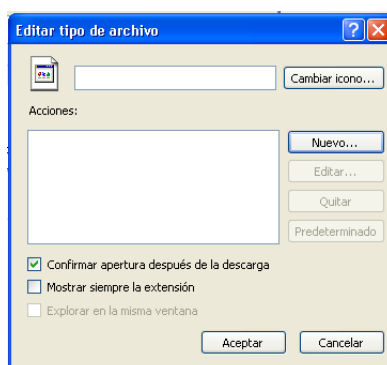 Editar tipo de archivo
Cambiar icono...
Acciones:
Nuevo...
Editar...
Quitar
Predeterminado
Confirmar apertura después de la descarga
Mostrar siempre la extensión
Explorar en la misma ventana
Aceptar
Cancelar